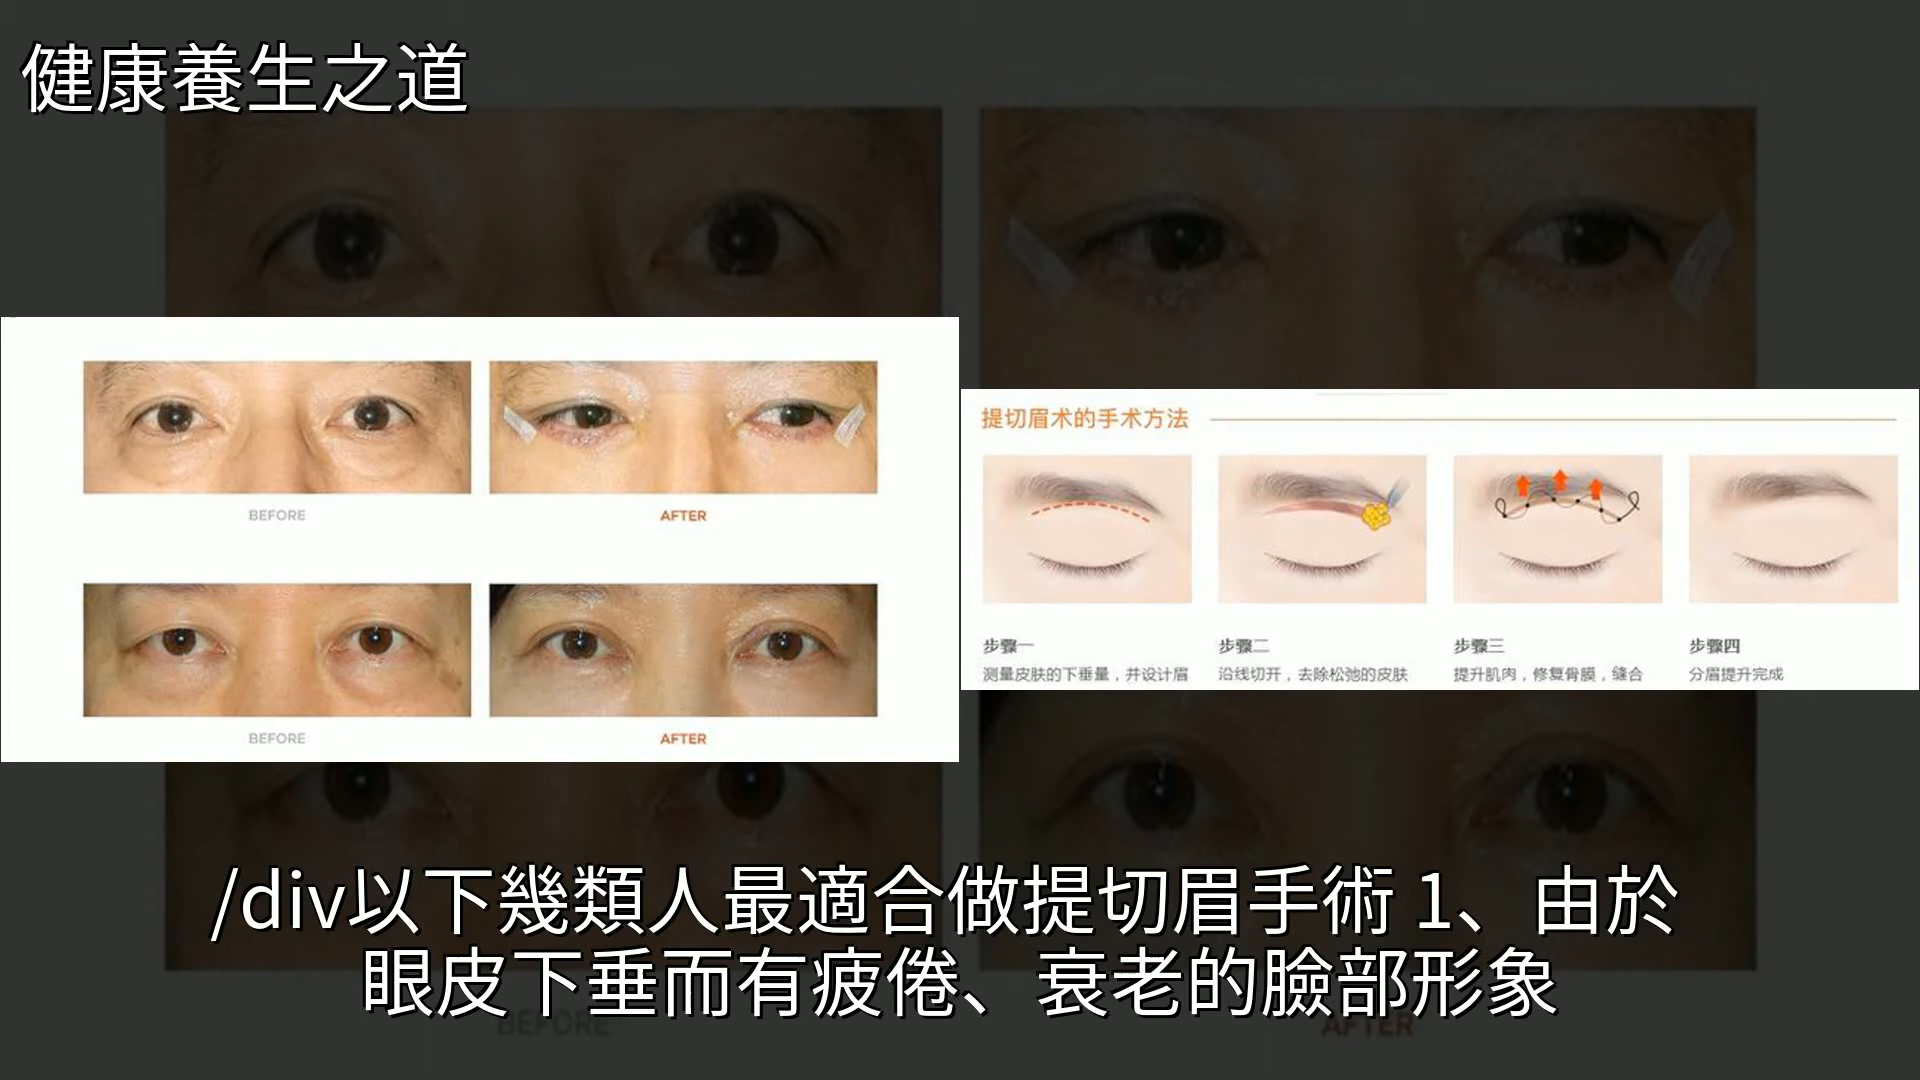 健康養生之道
BEFORE
AFTER
BEFORE
AFTER
提切眉术的手术方法
步骤一
测量皮肤的下垂量，并设计眉
步骤二
沿线切开，去除松弛的皮肤
步骤三
提升肌肉，修复骨膜，缝合
步骤四
分眉提升完成
/div以下幾類人最適合做提切眉手術 1、由於
眼皮下垂而有疲倦、衰老的臉部形象
BEFORE
AFTER